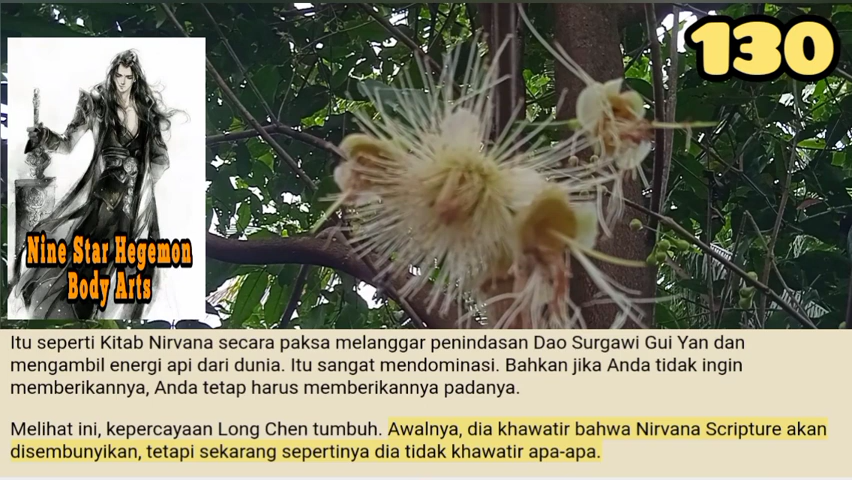 130
Nine Star Hegemon
Body Arts
Itu seperti Kitab Nirvana secara paksa melanggar penindasan Dao Surgawi Gui Yan dan
mengambil energi api dari dunia. Itu sangat mendominasi. Bahkan jika Anda tidak ingin
memberikannya, Anda tetap harus memberikannya padanya.
Melihat ini, kepercayaan Long Chen tumbuh. Awalnya, dia khawatir bahwa Nirvana Scripture akan
disembunyikan, tetapi sekarang sepertinya dia tidak khawatir apa-apa.